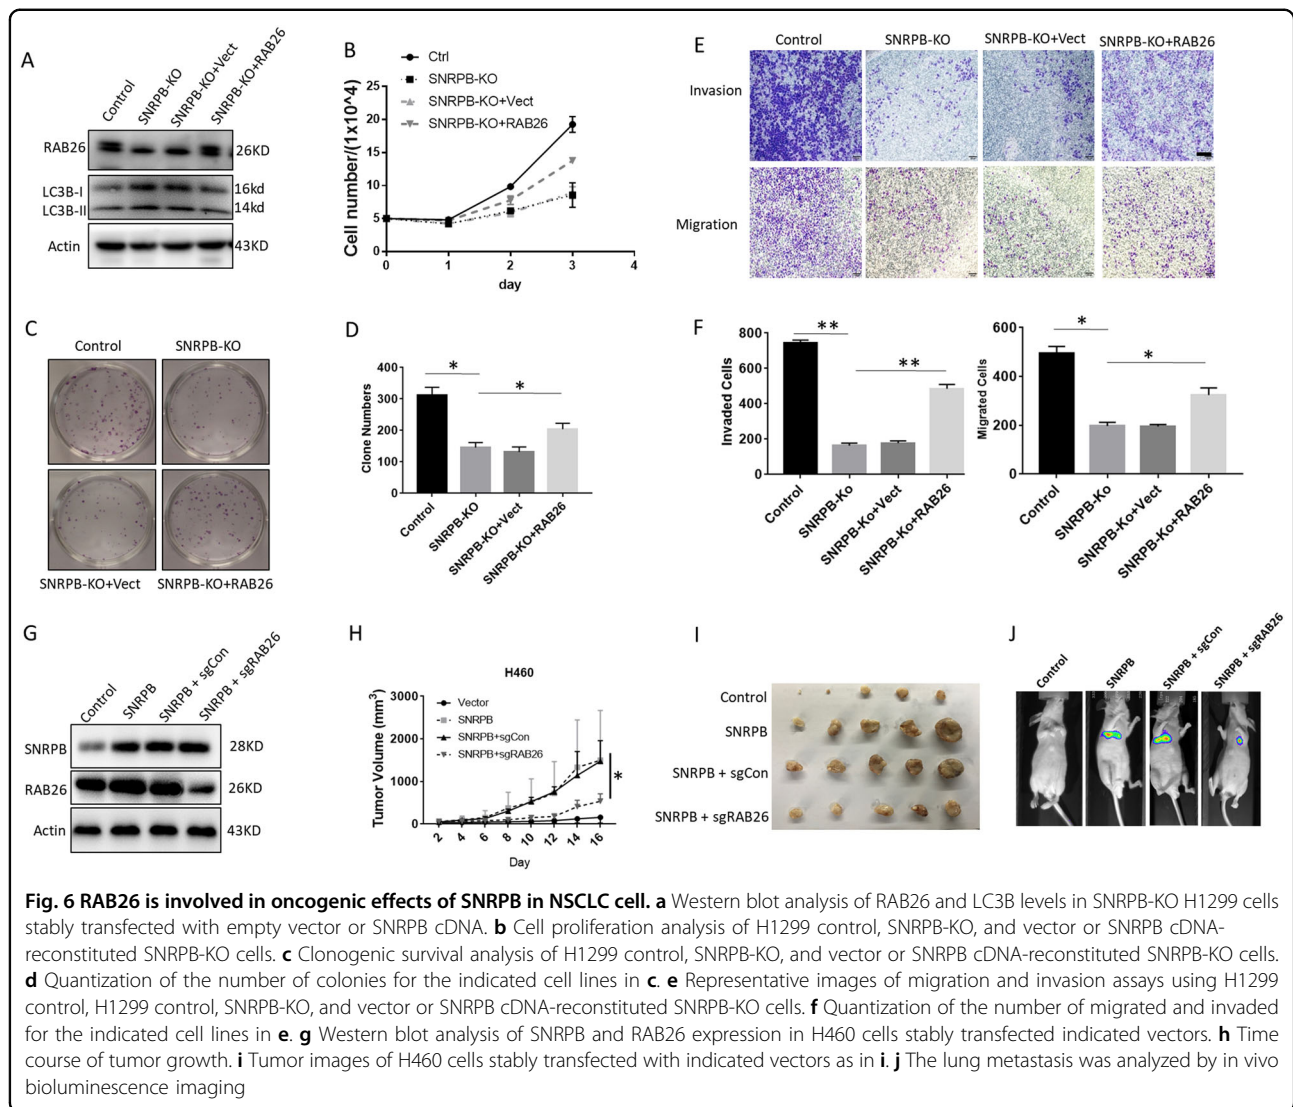 A
Control
SNRPB-KO
SNRPB-KO+Vect
SNRPB-KO+RAB26
RAB26
26KD
LC3B-I
16kd
LC3B-II
14kd
Actin
43KD
B
Ctrl
SNRPB-KO
SNRPB-KO+Vect
SNRPB-KO+RAB26
Cell number/(1x10^4)
25
20
15
10
5
0
0 1 2 3 4
day
E
Control SNRPB-KO SNRPB-KO+Vect SNRPB-KO+RAB26
Invasion
Migration
C
Control SNRPB-KO
SNRPB-KO+Vect SNRPB-KO+RAB26
D
Clone Numbers
400
300
200
100
0
* *
Control
SNRPB-KO
SNRPB-KO+Vect
SNRPB-KO+RAB26
F
Invaded Cells
800
600
400
200
0
** **
Control
SNRPB-Ko
SNRPB-Ko+Vect
SNRPB-Ko+RAB26
Migrated Cells
600
400
200
0
* *
Control
SNRPB-Ko
SNRPB-Ko+Vect
SNRPB-Ko+RAB26
G
Control
SNRPB
SNRPB + sgCon
SNRPB + sgRAB26
SNRPB
28KD
RAB26
26KD
Actin
43KD
H
H460
Tumor Volume (mm³)
3000
2000
1000
0
Vector
SNRPB
SNRPB+sgCon
SNRPB+sgRAB26
*
2 4 6 8 10 12 14 16
Day
I
Control
SNRPB
SNRPB + sgCon
SNRPB + sgRAB26
J
Control
SNRPB
SNRPB + sgCon
SNRPB + sgRAB26
Fig. 6 RAB26 is involved in oncogenic effects of SNRPB in NSCLC cell. a Western blot analysis of RAB26 and LC3B levels in SNRPB-KO H1299 cells
stably transfected with empty vector or SNRPB cDNA. b Cell proliferation analysis of H1299 control, SNRPB-KO, and vector or SNRPB cDNA-
reconstituted SNRPB-KO cells. c Clonogenic survival analysis of H1299 control, SNRPB-KO, and vector or SNRPB cDNA-reconstituted SNRPB-KO cells.
d Quantization of the number of colonies for the indicated cell lines in c. e Representative images of migration and invasion assays using H1299
control, H1299 control, SNRPB-KO, and vector or SNRPB cDNA-reconstituted SNRPB-KO cells. f Quantization of the number of migrated and invaded
for the indicated cell lines in e. g Western blot analysis of SNRPB and RAB26 expression in H460 cells stably transfected indicated vectors. h Time
course of tumor growth. i Tumor images of H460 cells stably transfected with indicated vectors as in i. j The lung metastasis was analyzed by in vivo
bioluminescence imaging